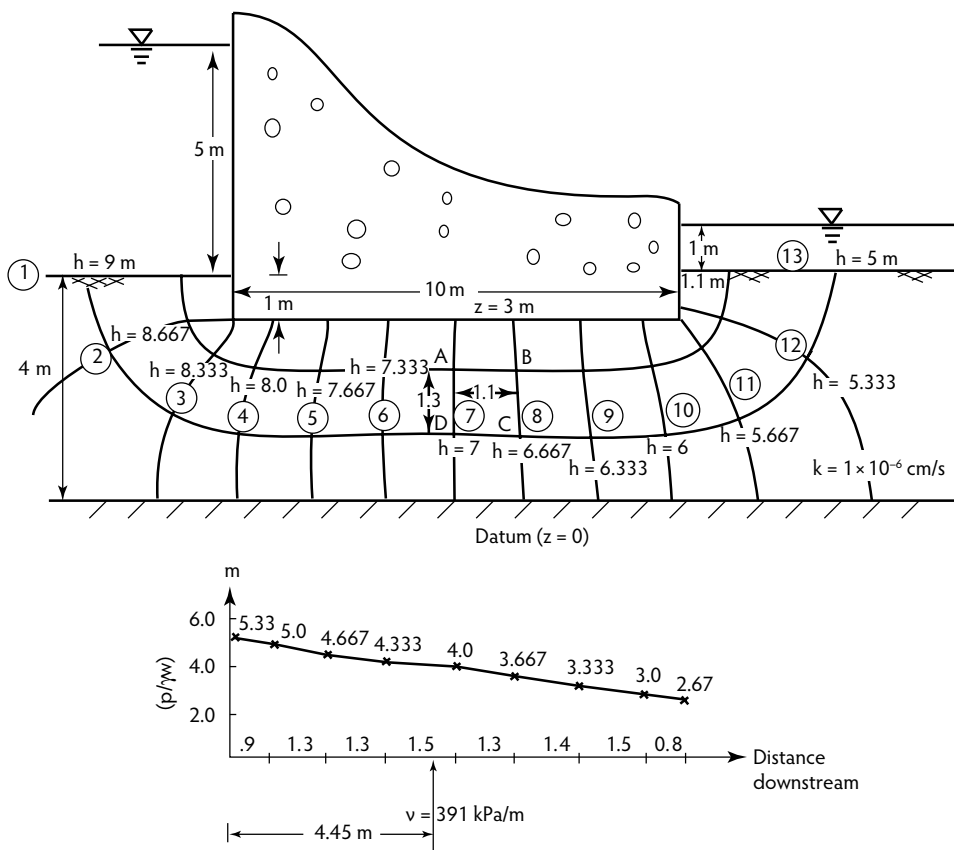 5 m
1 m
1
h = 9 m
13
h = 5 m
1.1 m
10 m
1 m
z = 3 m
h = 8.667
2
12
4 m
h = 8.333
h = 8.0
h = 7.667
h = 7.333
A
B
h = 5.333
3
1.3
1.1
11
4
5
6
7
8
9
10
D
C
h = 7
h = 6.667
h = 6.333
h = 6
h = 5.667
k = 1 × 10⁻⁶ cm/s
Datum (z = 0)
m
6.0
4.0
2.0
(p/γw)
5.33
5.0
4.667
4.333
4.0
3.667
3.333
3.0
2.67
.9
1.3
1.3
1.5
1.3
1.4
1.5
0.8
Distance
downstream
ν = 391 kPa/m
4.45 m